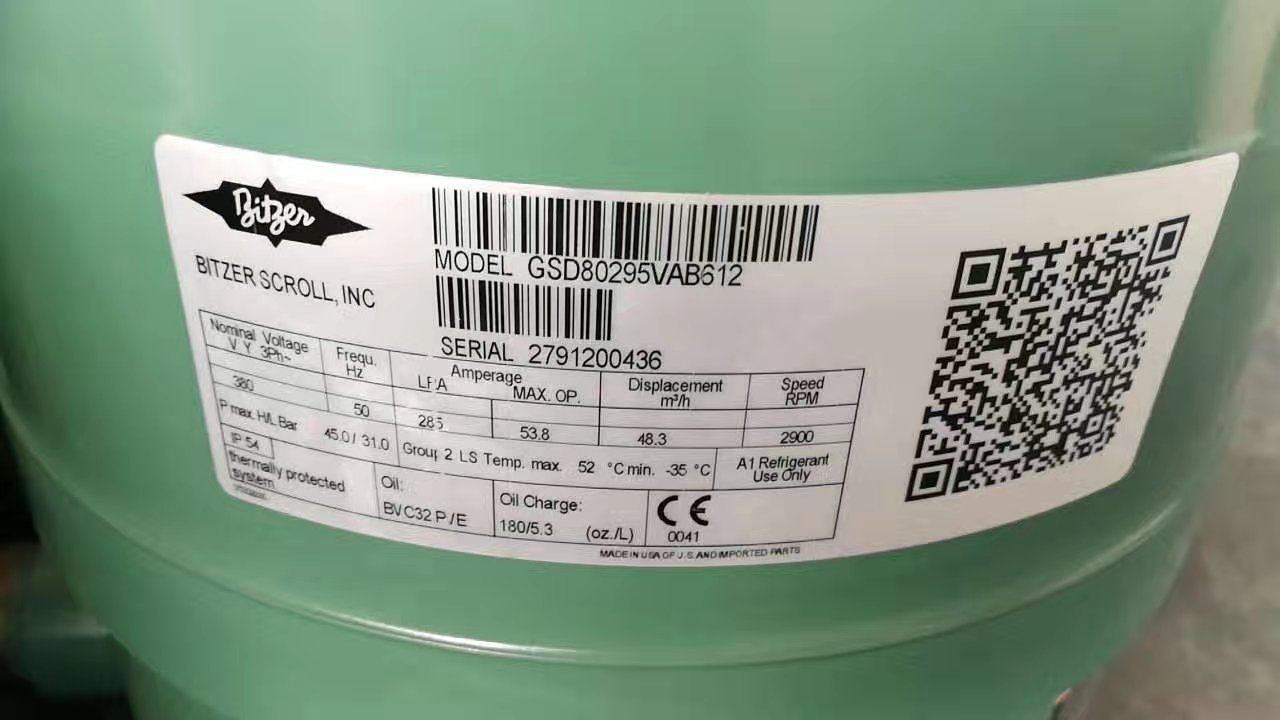 Bitzer
BITZER SCROLL, INC
MODEL GSD80295VAB612
SERIAL 2791200436
Nominal Voltage
V Y 3Ph~
Frequ.
Hz
Amperage
LRA MAX. OP.
Displacement
m³/h
Speed
RPM
380 50 285 53.8 48.3 2900
P max. H/L Bar 45.0 / 31.0 Group 2 LS Temp. max. 52 °C min. -35 °C
A1 Refrigerant
Use Only
IP 54
thermally protected
system
Oil:
BVC32 P /E
Oil Charge:
180/5.3 (oz./L)
CE
0041
MADE IN USA OF U.S. AND IMPORTED PARTS